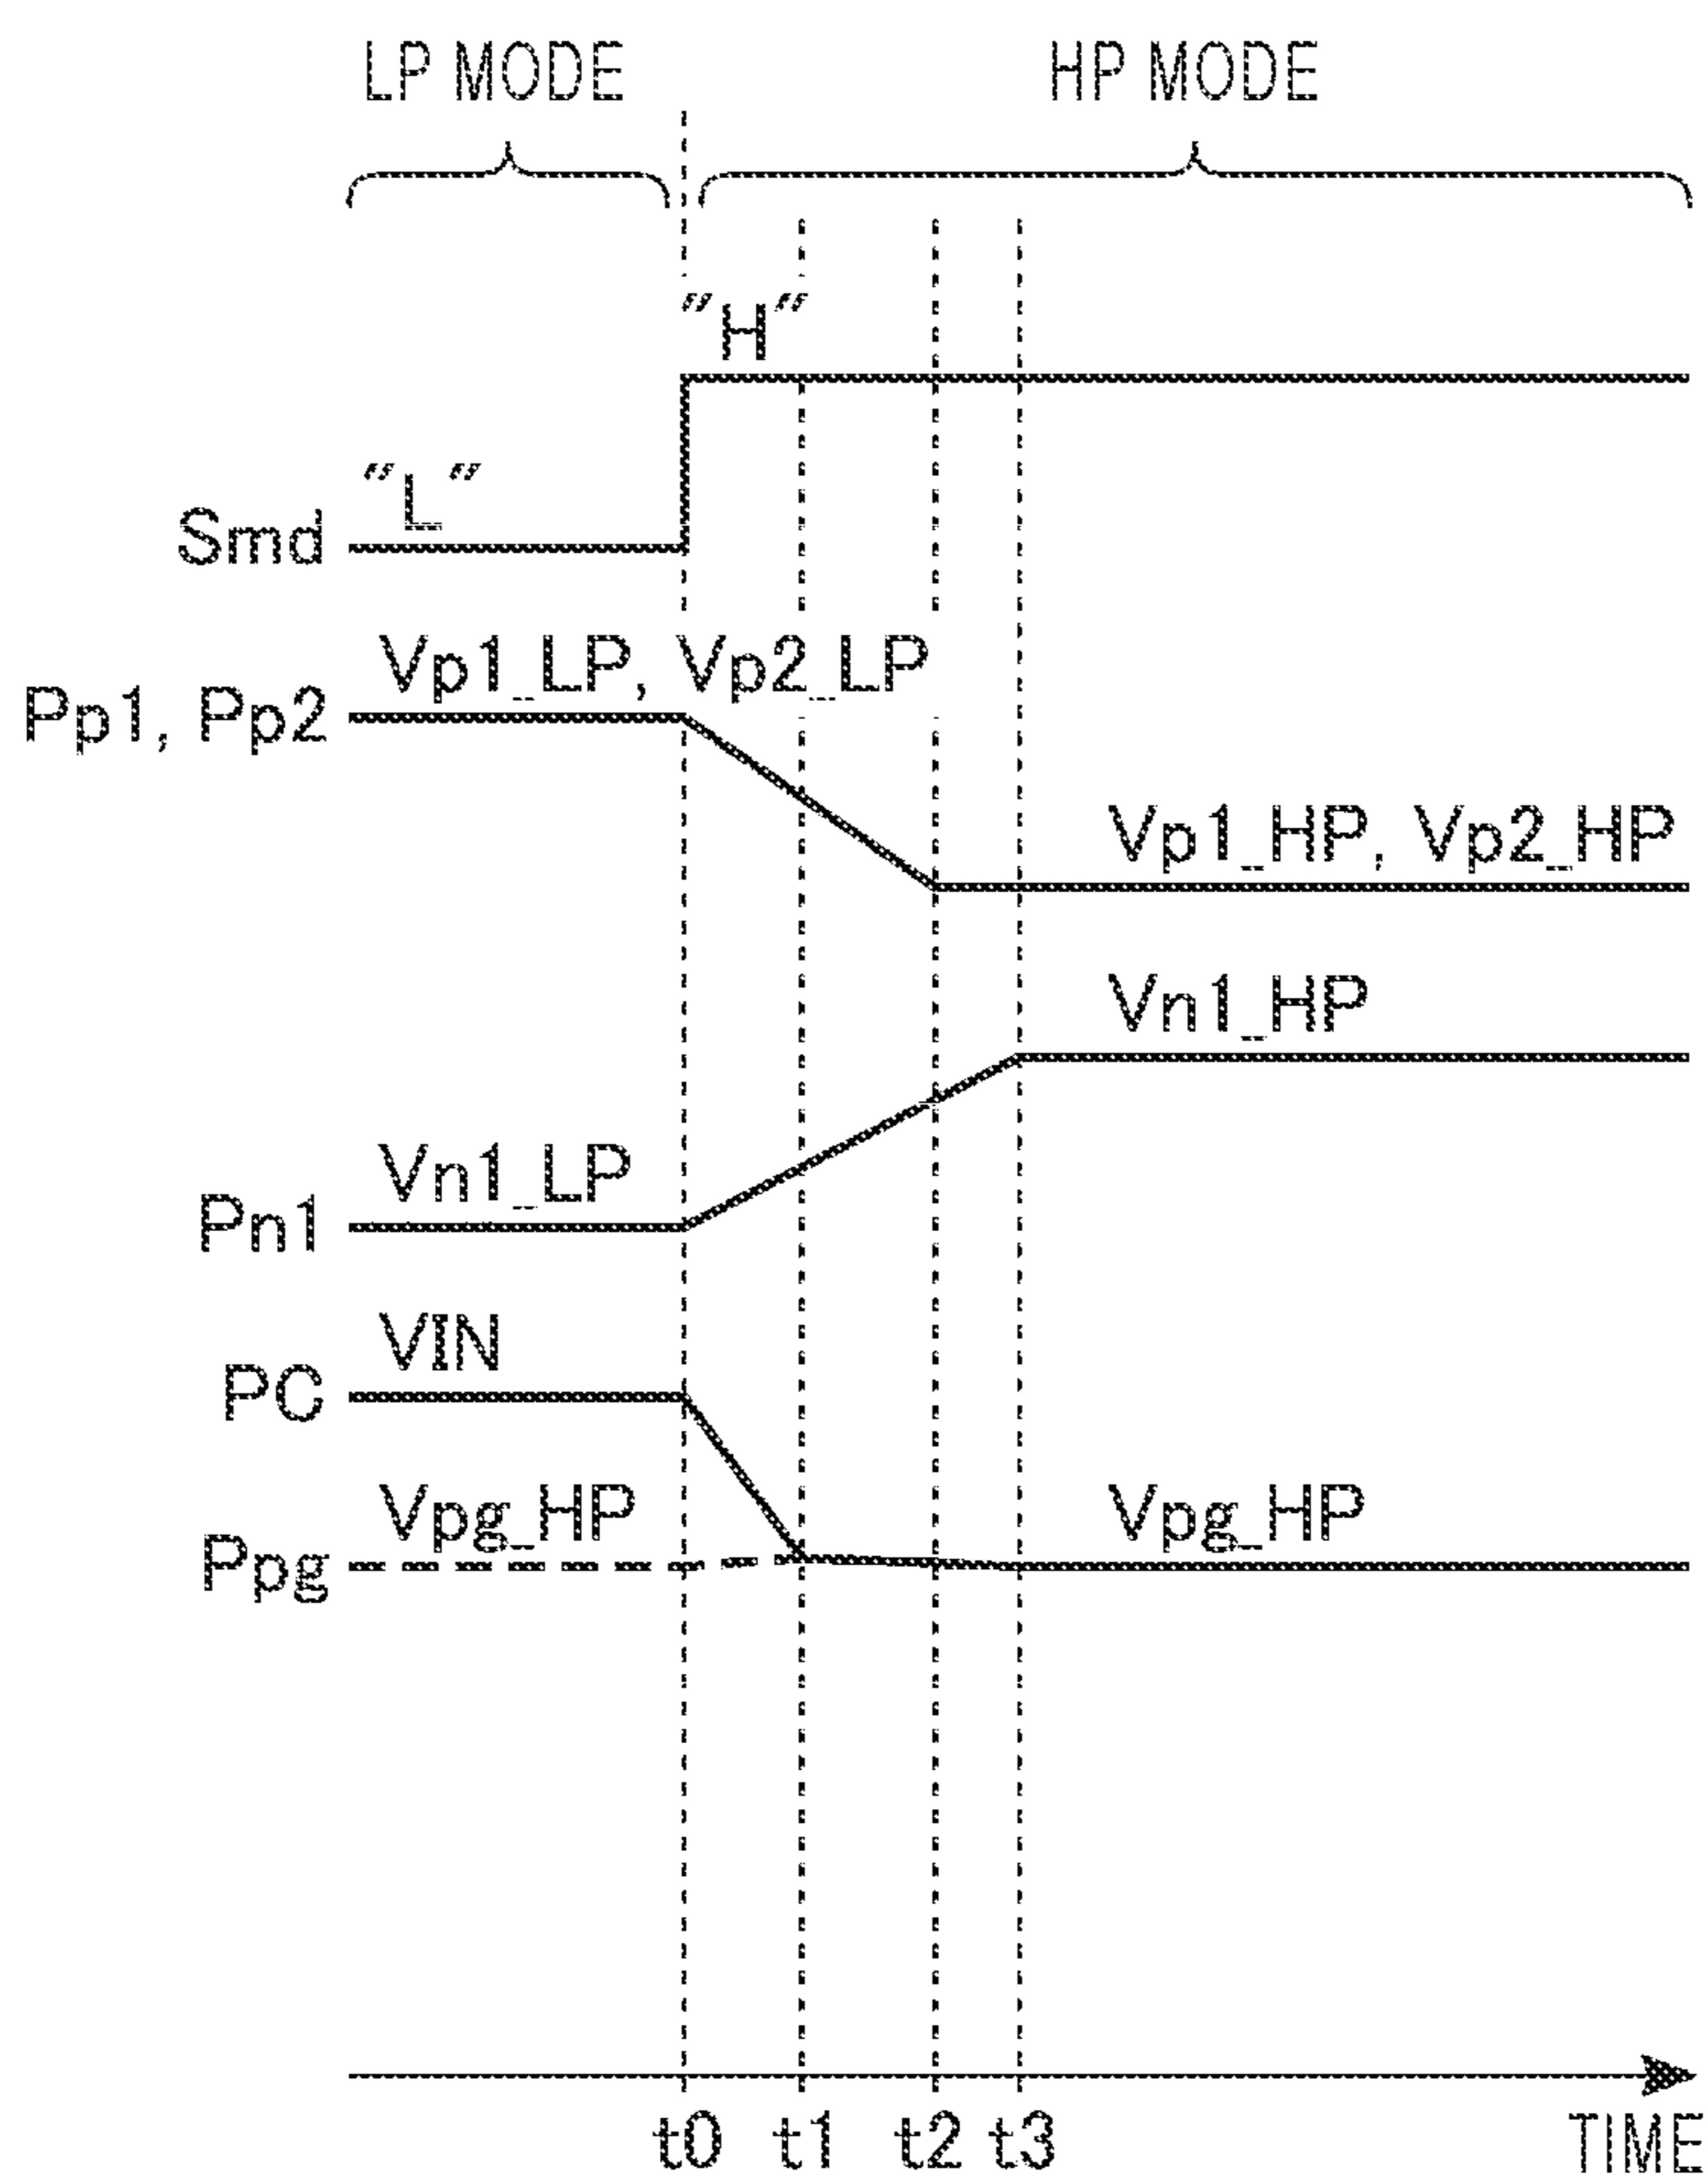 LP MODE HP MODE
"H"
Smd "L"
Vp1_LP, Vp2_LP
Pp1, Pp2
Vp1_HP, Vp2_HP
Vn1_HP
Vn1_LP
Pn1
VIN
PC
Vpg_HP Vpg_HP
Ppg
t0 t1 t2 t3 TIME